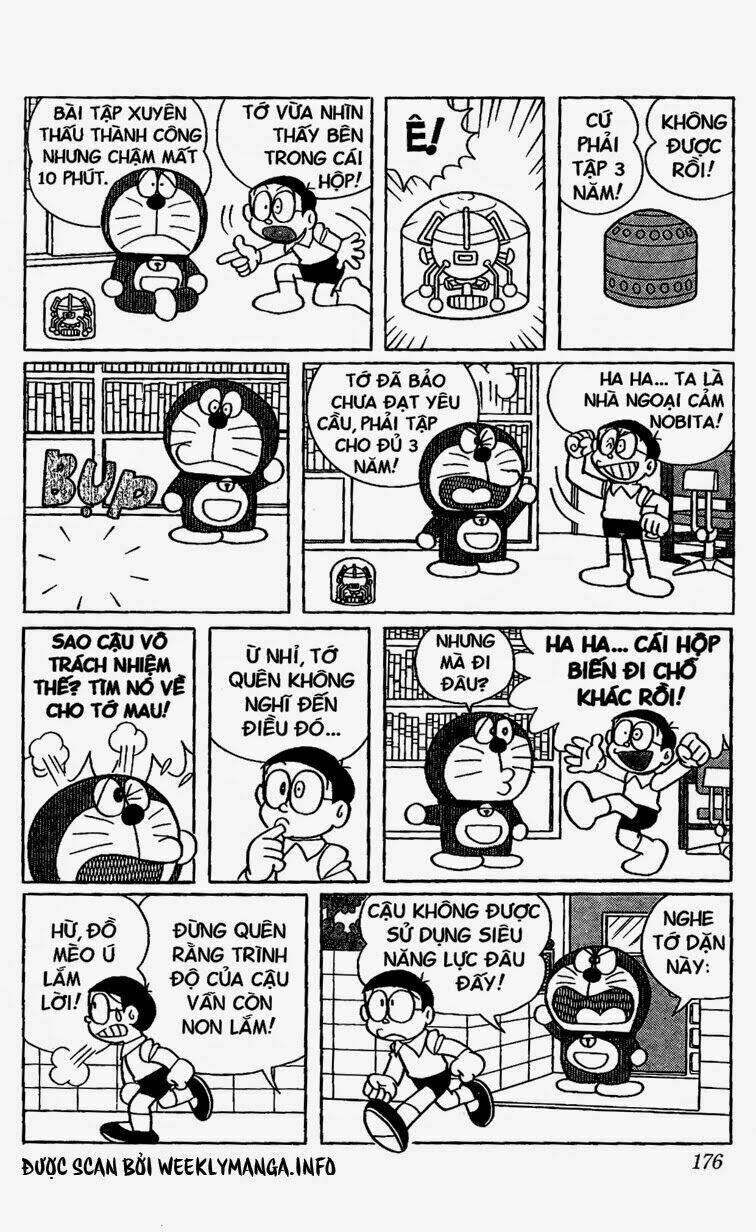 KHÔNG
ĐƯỢC
RỒI!
CỨ
PHẢI
TẬP 3
NĂM!
Ê!
TỚ VỪA NHÌN
THẤY BÊN
TRONG CÁI
HỘP!
BÀI TẬP XUYÊN
THẤU THÀNH CÔNG
NHƯNG CHẬM MẤT
10 PHÚT.
HA HA... TA LÀ
NHÀ NGOẠI CẢM
NOBITA!
TỚ ĐÃ BẢO
CHƯA ĐẠT YÊU
CẦU, PHẢI TẬP
CHO ĐỦ 3
NĂM!
BỤP
HA HA... CÁI HỘP
BIẾN ĐI CHỖ
KHÁC RỒI!
NHƯNG
MÀ ĐI
ĐÂU?
Ừ NHỈ, TỚ
QUÊN KHÔNG
NGHĨ ĐẾN
ĐIỀU ĐÓ...
SAO CẬU VÔ
TRÁCH NHIỆM
THẾ? TÌM NÓ VỀ
CHO TỚ MAU!
NGHE
TỚ DẶN
NÀY:
CẬU KHÔNG ĐƯỢC
SỬ DỤNG SIÊU
NĂNG LỰC ĐÂU
ĐẤY!
ĐỪNG QUÊN
RẰNG TRÌNH
ĐỘ CỦA CẬU
VẪN CÒN
NON LẮM!
HỪ, ĐỒ
MÈO Ú
LẮM
LỜI!
ĐƯỢC SCAN BỞI WEEKLYMANGA.INFO
176